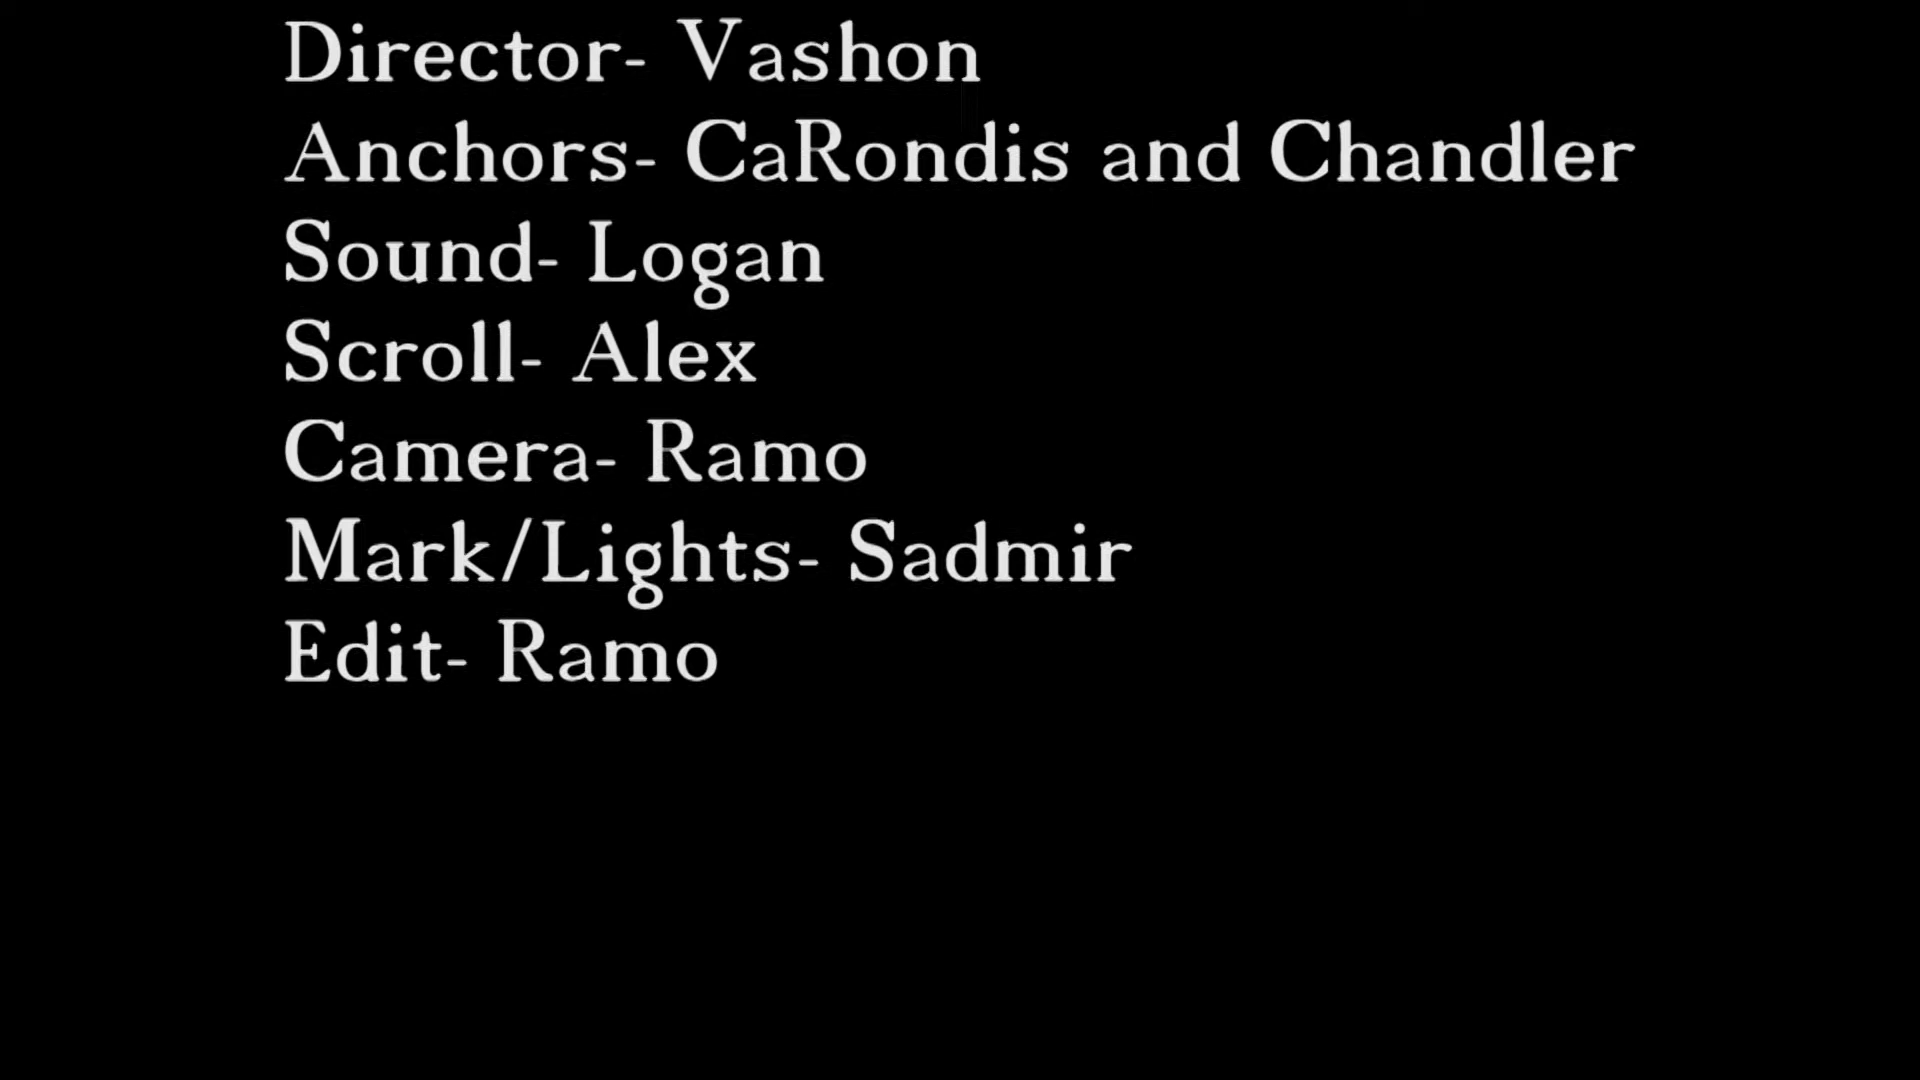 Director- Vashon
Anchors- CaRondis and Chandler
Sound- Logan
Scroll- Alex
Camera- Ramo
Mark/Lights- Sadmir
Edit- Ramo